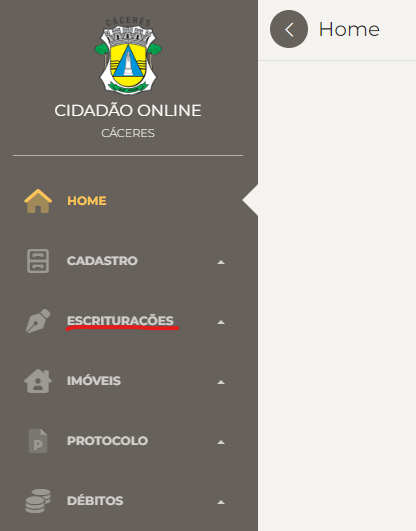 CÁCERES
CIDADÃO ONLINE
CÁCERES
HOME
CADASTRO
ESCRITURAÇÕES
IMÓVEIS
PROTOCOLO
DÉBITOS
Home